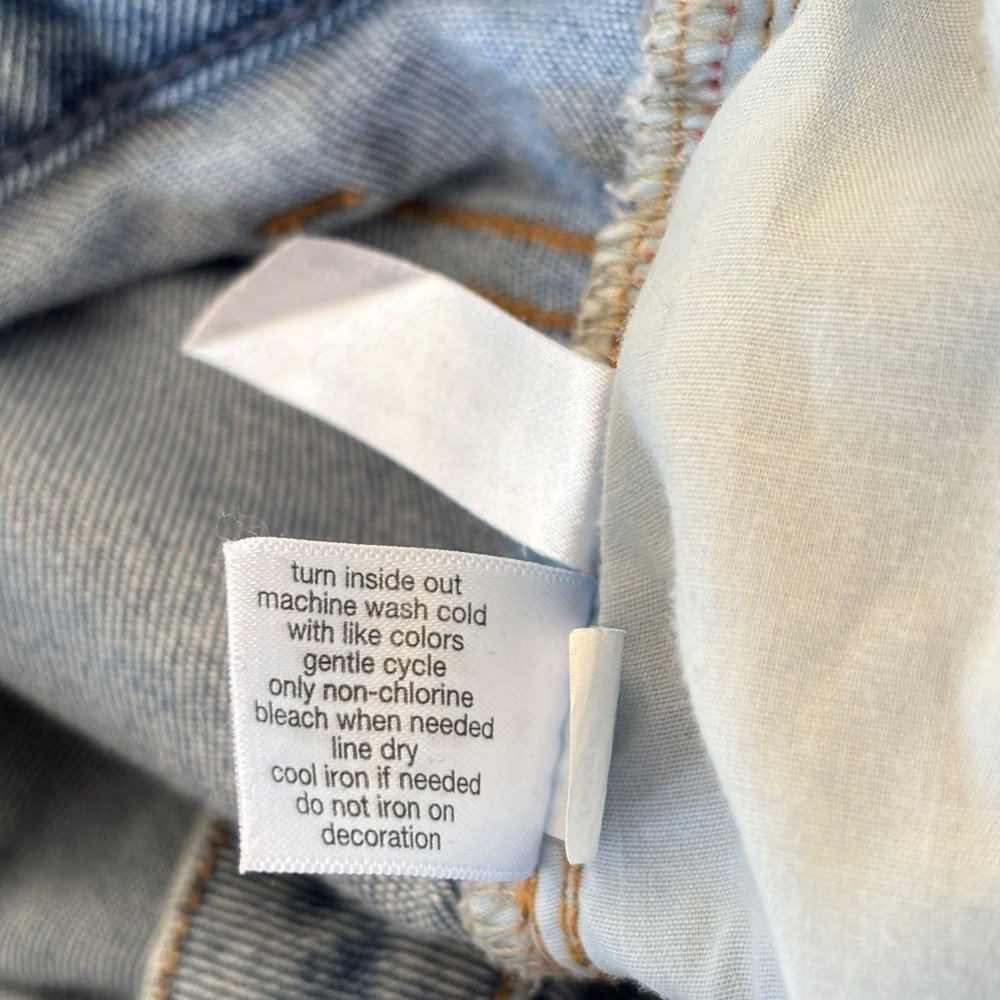 turn inside out
machine wash cold
with like colors
gentle cycle
only non-chlorine
bleach when needed
line dry
cool iron if needed
do not iron on
decoration